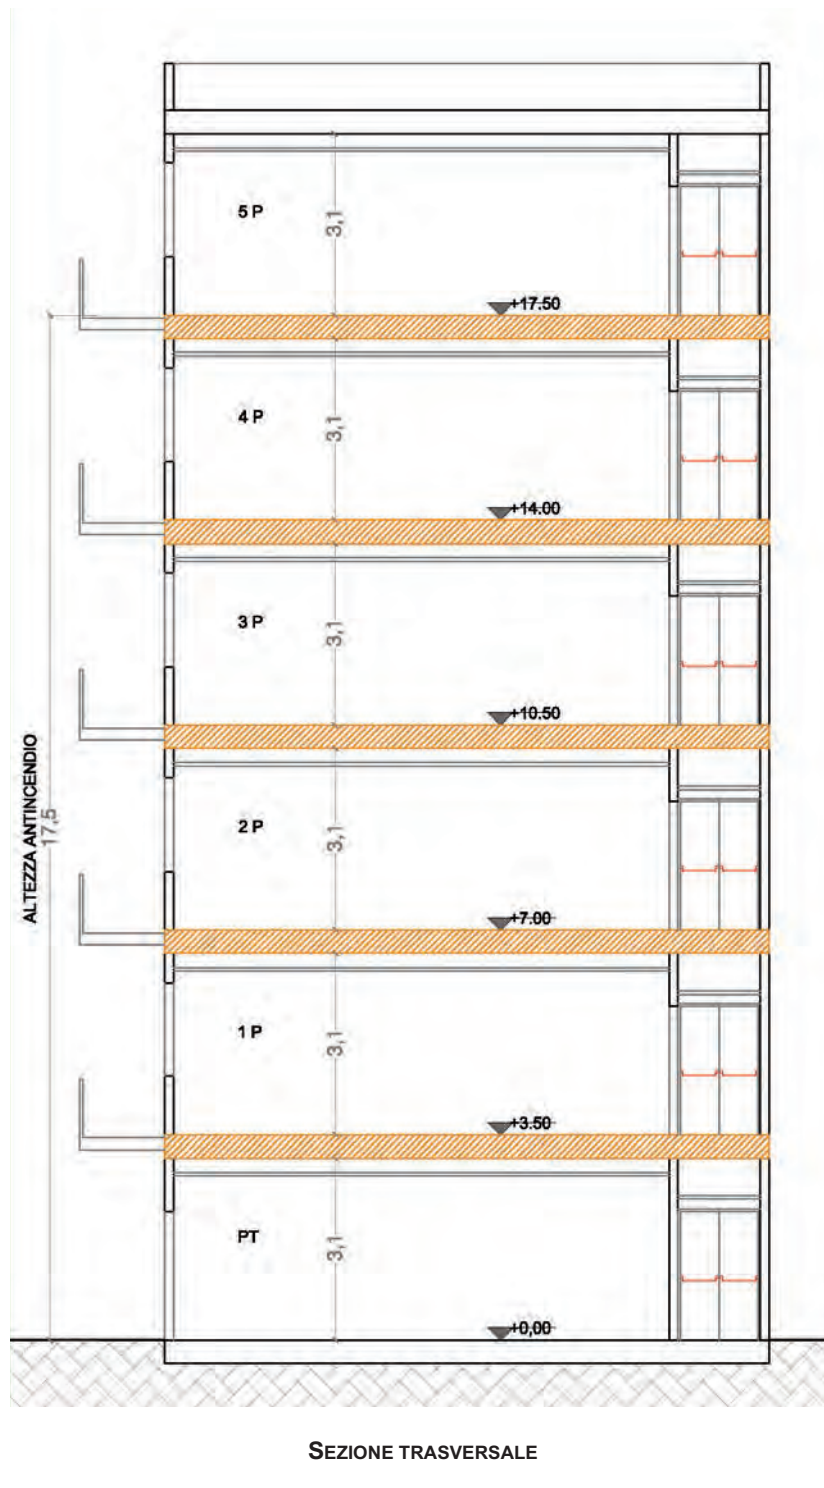 5 P
3,1
+17.50
4 P
3,1
+14.00
3 P
3,1
+10.50
ALTEZZA ANTINCENDIO
17,5
2 P
3,1
+7.00
1 P
3,1
+3.50
PT
3,1
+0,00
SEZIONE TRASVERSALE